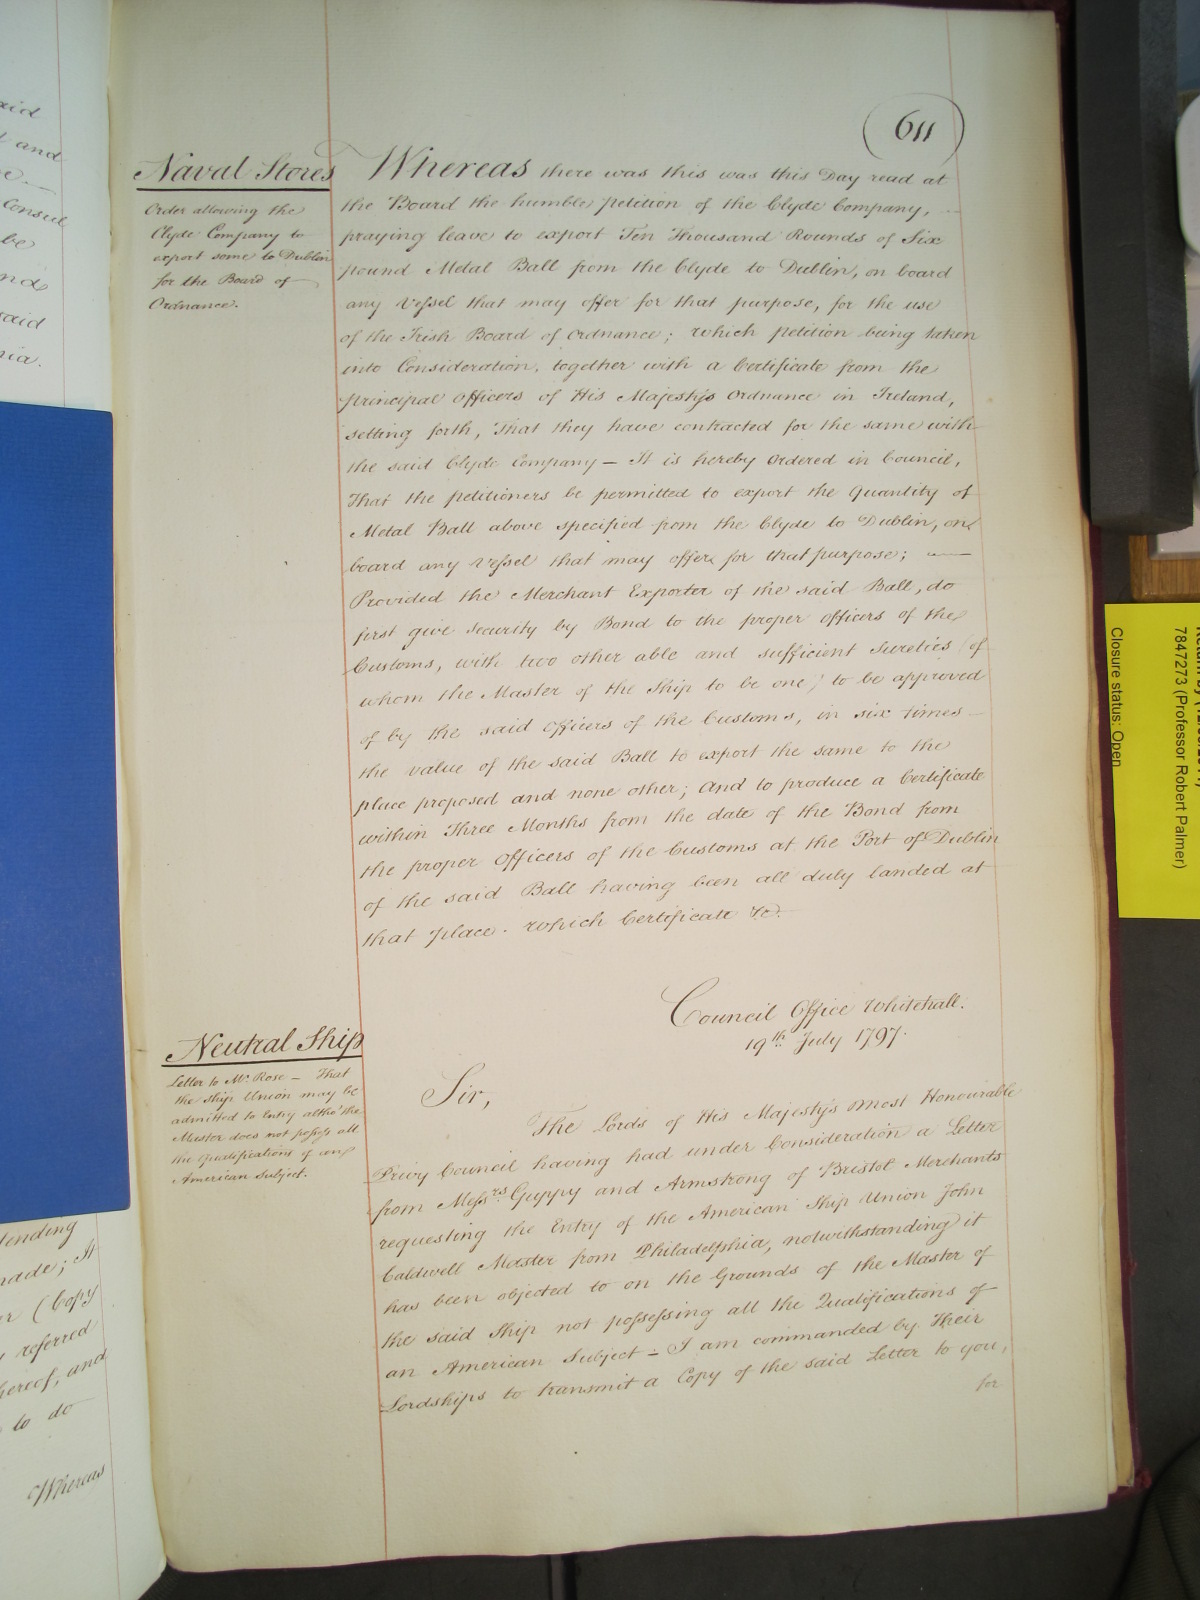 said
and
Consul
be
said
611
Naval Stores
Order allowing the
Clyde Company to
export some to Dublin
for the Board of
Ordnance.
Whereas there was this was this Day read at
the Board the humble petition of the Clyde Company,
praying leave to export Ten Thousand Rounds of Six
pound Metal Ball from the Clyde to Dublin, on board
any Vessel that may offer for that purpose, for the use
of the Irish Board of Ordnance; which petition being taken
into Consideration, together with a Certificate from the
principal Officers of His Majesty's Ordnance in Ireland,
setting forth, that they have contracted for the same with
the said Clyde Company – It is hereby Ordered in Council,
That the petitioners be permitted to export the Quantity of
Metal Ball above specified from the Clyde to Dublin, on
board any Vessel that may offer for that purpose; —
Provided the Merchant Exporter of the said Ball, do
first give security by Bond to the proper Officers of the
Customs, with two other able and sufficient Sureties (of
whom the Master of the Ship to be one) to be approved
of by the said Officers of the Customs, in six times –
the value of the said Ball to export the same to the
place proposed and none other; And to produce a Certificate
within Three Months from the date of the Bond from
the proper Officers of the Customs at the Port of Dublin
of the said Ball having been all duly landed at
that place. which Certificate &c.
Council Office Whitehall.
19th July 1797.
Neutral Ship
Letter to Mr. Rose – That
the Ship Union may be
admitted to Entry altho' the
Master does not possess all
the Qualifications of an
American Subject.
Sir,
The Lords of His Majesty's most Honourable
Privy Council having had under Consideration a Letter
from Messrs. Guppy and Armstrong of Bristol Merchants
requesting the Entry of the American Ship Union John
Caldwell Master from Philadelphia, notwithstanding it
has been objected to on the Grounds of the Master of
the said Ship not possessing all the Qualifications of
an American Subject – I am commanded by Their
Lordships to transmit a Copy of the said Letter to you,
for
made; It
(Copy
referred
hereof, and
to do
Whereas
7847273 (Professor Robert Palmer)
Closure status: Open